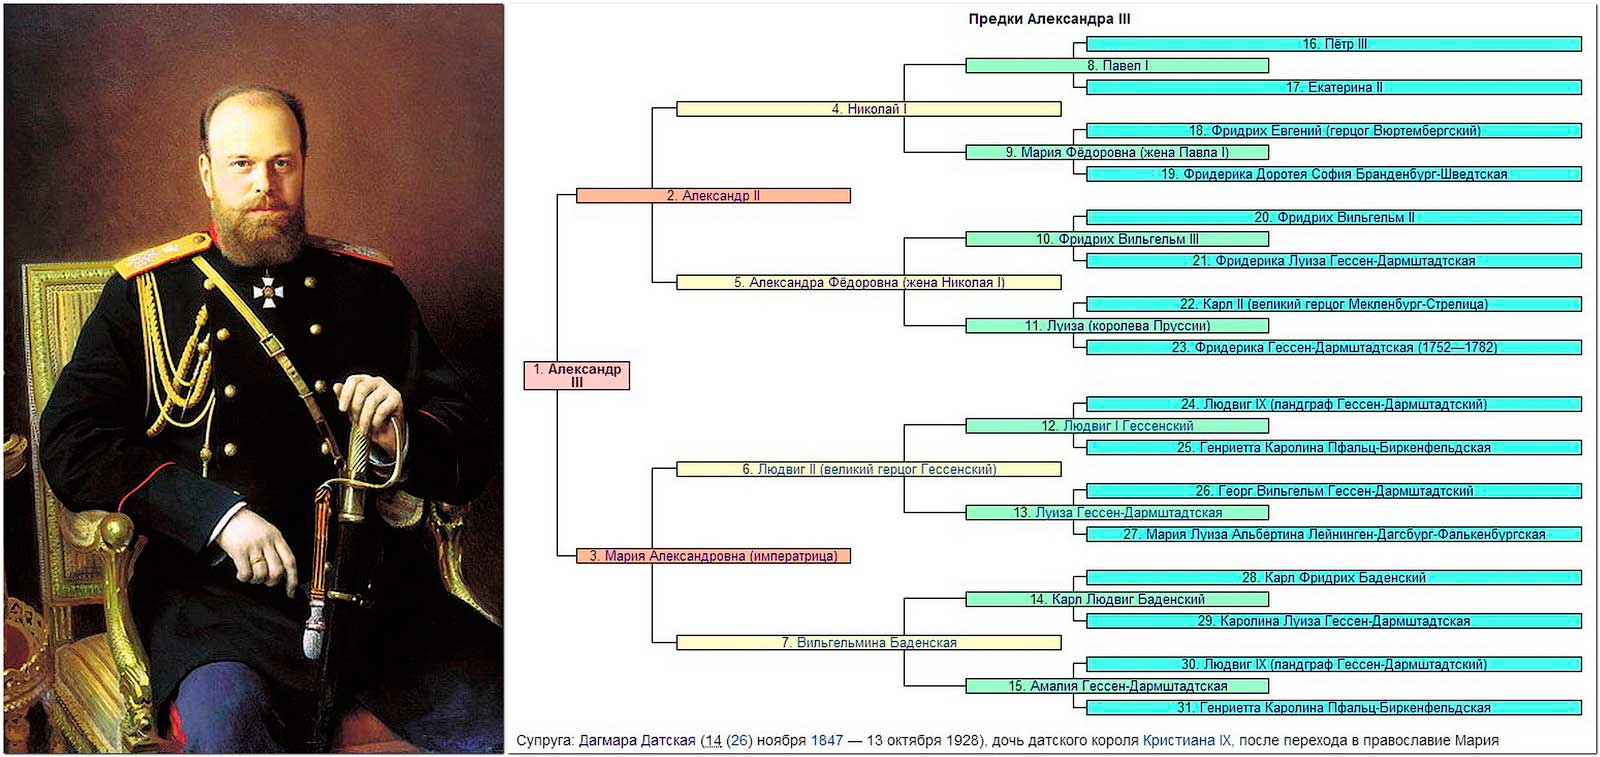 Предки Александра III
16. Пётр III
8. Павел I
17. Екатерина II
4. Николай I
18. Фридрих Евгений (герцог Вюртембергский)
9. Мария Фёдоровна (жена Павла I)
19. Фридерика Доротея София Бранденбург-Шведтская
2. Александр II
20. Фридрих Вильгельм II
10. Фридрих Вильгельм III
21. Фридерика Луиза Гессен-Дармштадтская
5. Александра Фёдоровна (жена Николая I)
22. Карл II (великий герцог Мекленбург-Стрелица)
11. Луиза (королева Пруссии)
23. Фридерика Гессен-Дармштадтская (1752—1782)
1. Александр
III
24. Людвиг IX (ландграф Гессен-Дармштадтский)
12. Людвиг I Гессенский
25. Генриетта Каролина Пфальц-Биркенфельдская
6. Людвиг II (великий герцог Гессенский)
26. Георг Вильгельм Гессен-Дармштадтский
13. Луиза Гессен-Дармштадтская
27. Мария Луиза Альбертина Лейнинген-Дагсбург-Фалькенбургская
3. Мария Александровна (императрица)
28. Карл Фридрих Баденский
14. Карл Людвиг Баденский
29. Каролина Луиза Гессен-Дармштадтская
7. Вильгельмина Баденская
30. Людвиг IX (ландграф Гессен-Дармштадтский)
15. Амалия Гессен-Дармштадтская
31. Генриетта Каролина Пфальц-Биркенфельдская
Супруга: Дагмара Датская (14 (26) ноября 1847 — 13 октября 1928), дочь датского короля Кристиана IX, после перехода в православие Мария